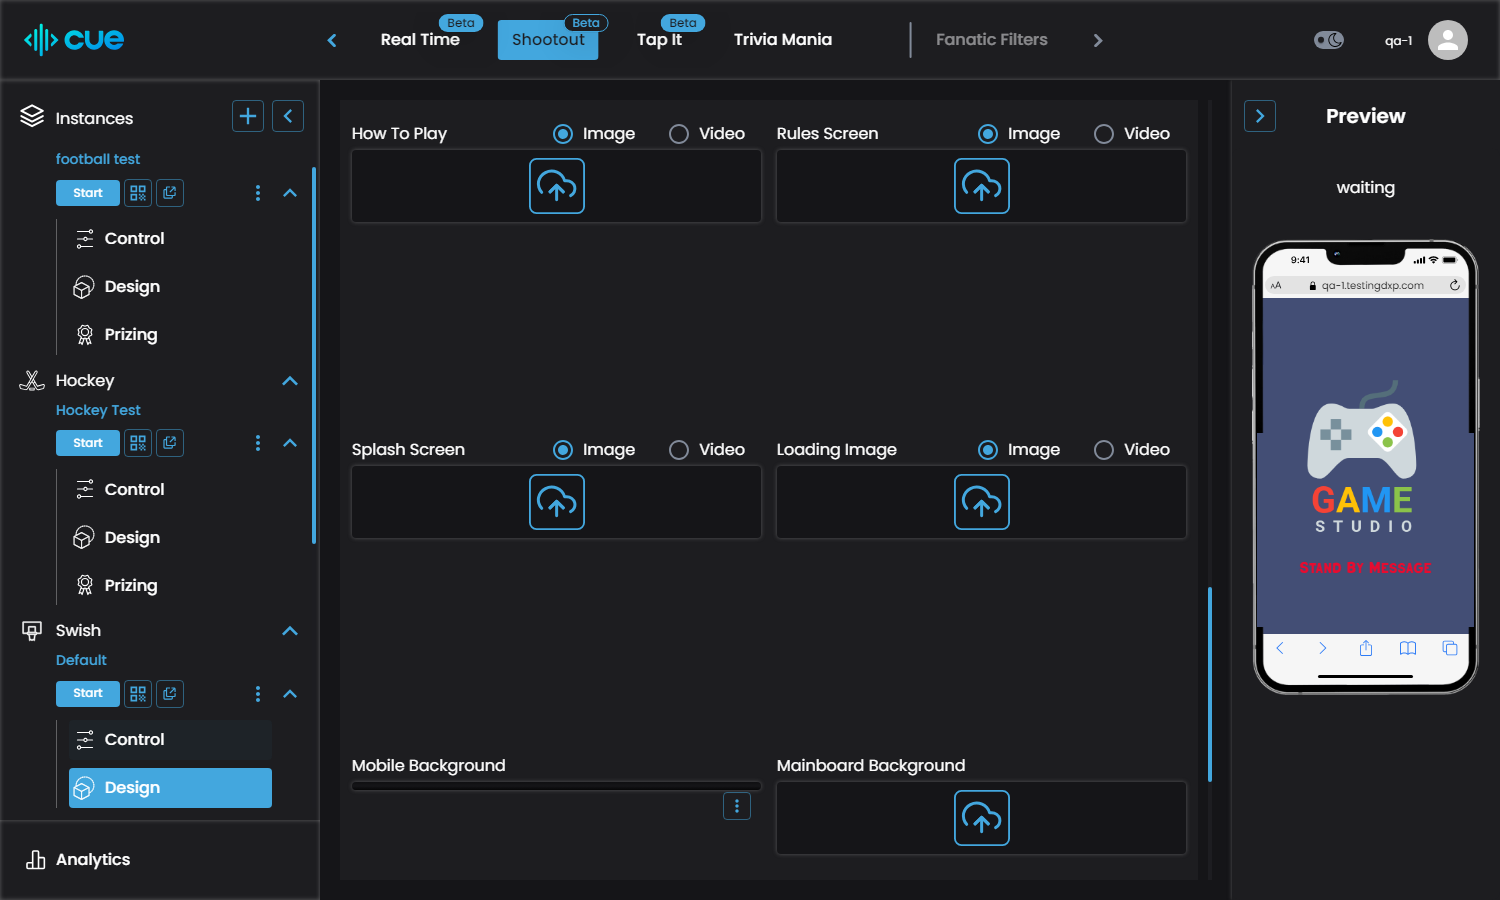 cue
Real Time
Beta
Shootout
Beta
Tap It
Beta
Trivia Mania
Fanatic Filters
qa-1
Instances
football test
Start
Control
Design
Prizing
Hockey
Hockey Test
Start
Control
Design
Prizing
Swish
Default
Start
Control
Design
Analytics
How To Play
Image
Video
Rules Screen
Image
Video
Splash Screen
Image
Video
Loading Image
Image
Video
Mobile Background
Mainboard Background
Preview
waiting
9:41
AA
qa-1.testingdxp.com
GAME
STUDIO
Stand By Message